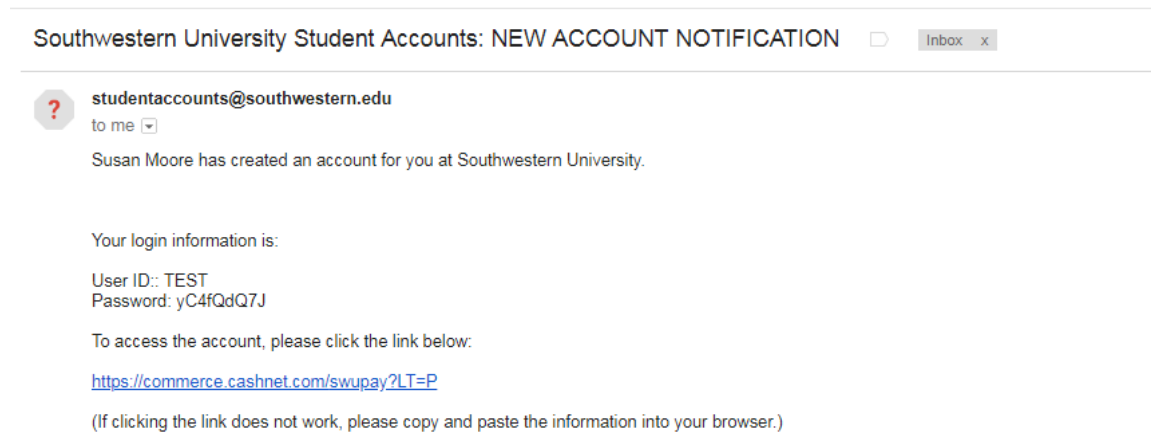 Southwestern University Student Accounts: NEW ACCOUNT NOTIFICATION Inbox x
?
studentaccounts@southwestern.edu
to me
Susan Moore has created an account for you at Southwestern University.
Your login information is:
User ID:: TEST
Password: yC4fQdQ7J
To access the account, please click the link below:
https://commerce.cashnet.com/swupay?LT=P
(If clicking the link does not work, please copy and paste the information into your browser.)